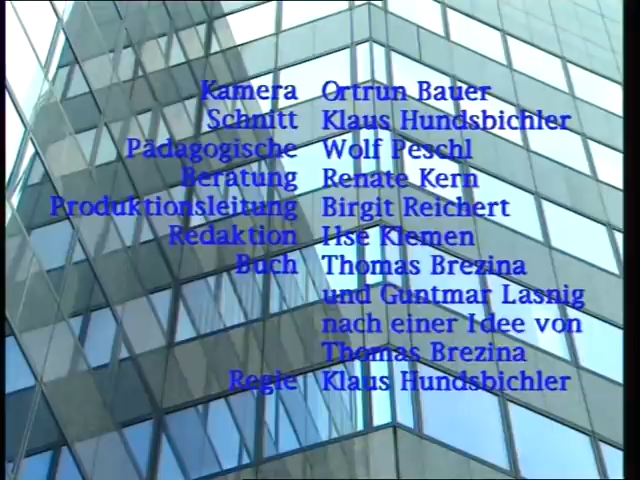 Kamera Ortrun Bauer
Schnitt Klaus Hundsbichler
Pädagogische Wolf Peschl
Beratung Renate Kern
Produktionsleitung Birgit Reichert
Redaktion Ilse Klemen
Buch Thomas Brezina
und Guntmar Lasnig
nach einer Idee von
Thomas Brezina
Regie Klaus Hundsbichler